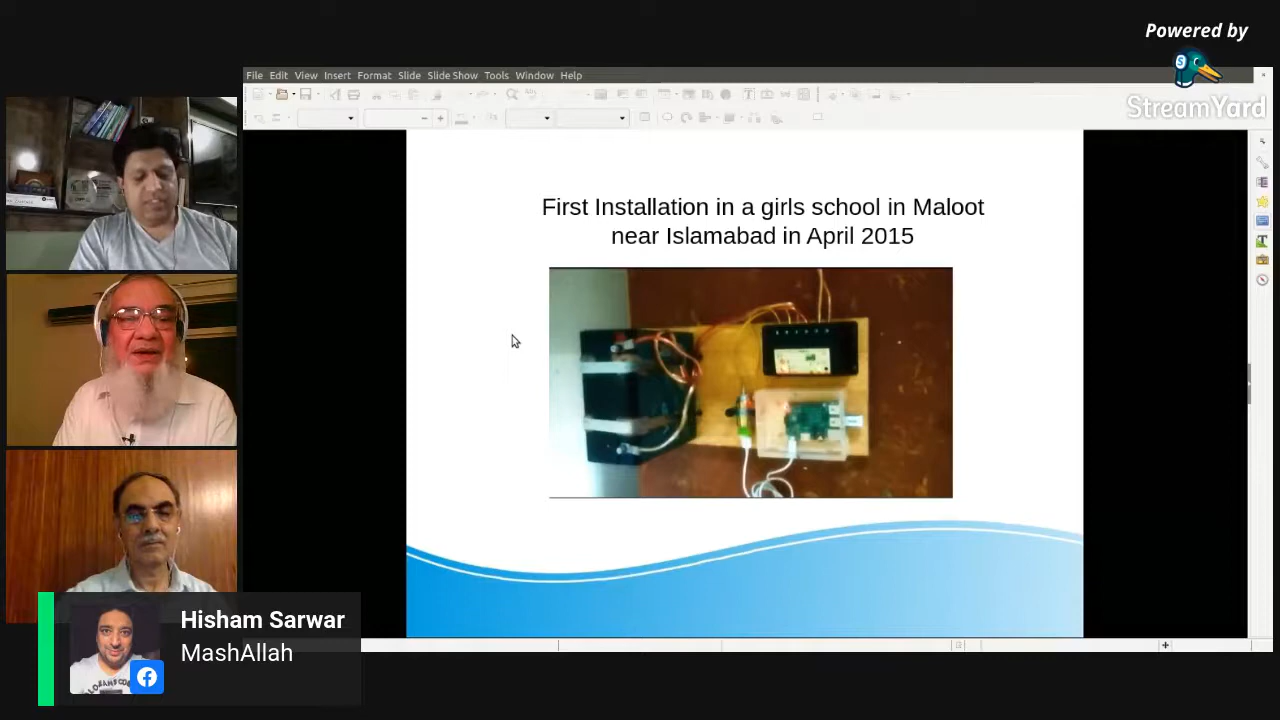 Powered by
StreamYard
File Edit View Insert Format Slide Slide Show Tools Window Help
First Installation in a girls school in Maloot
near Islamabad in April 2015
Hisham Sarwar
MashAllah